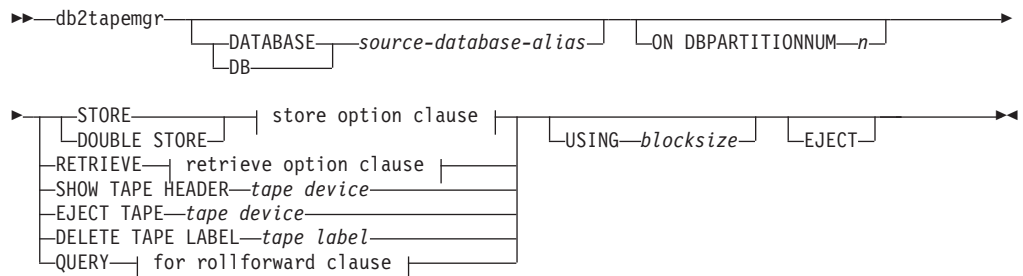 db2tapemgr DATABASE source-database-alias ON DBPARTITIONNUM n
DB
STORE store option clause USING blocksize EJECT
DOUBLE STORE
RETRIEVE retrieve option clause
SHOW TAPE HEADER tape device
EJECT TAPE tape device
DELETE TAPE LABEL tape label
QUERY for rollforward clause